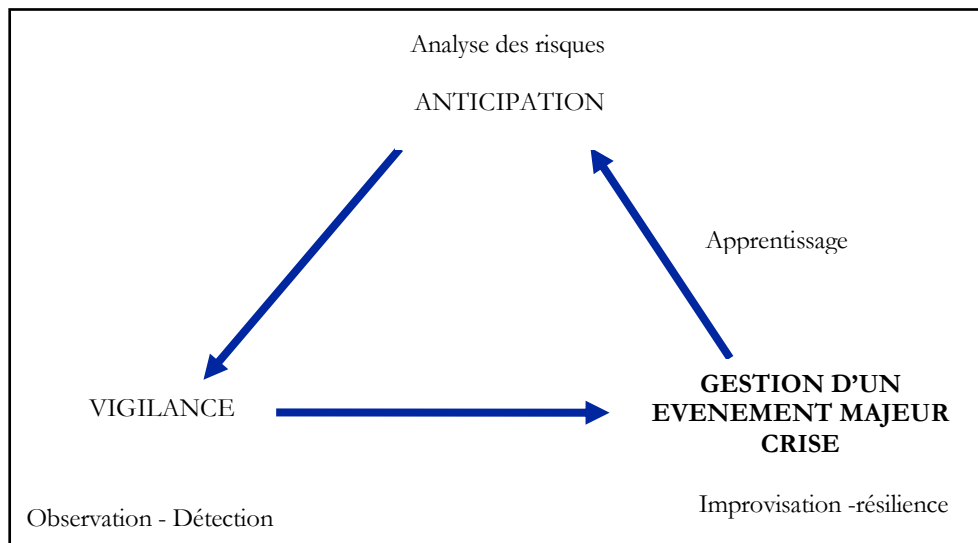 Analyse des risques
ANTICIPATION
Apprentissage
VIGILANCE
GESTION D’UN
EVENEMENT MAJEUR
CRISE
Observation - Détection
Improvisation -résilience